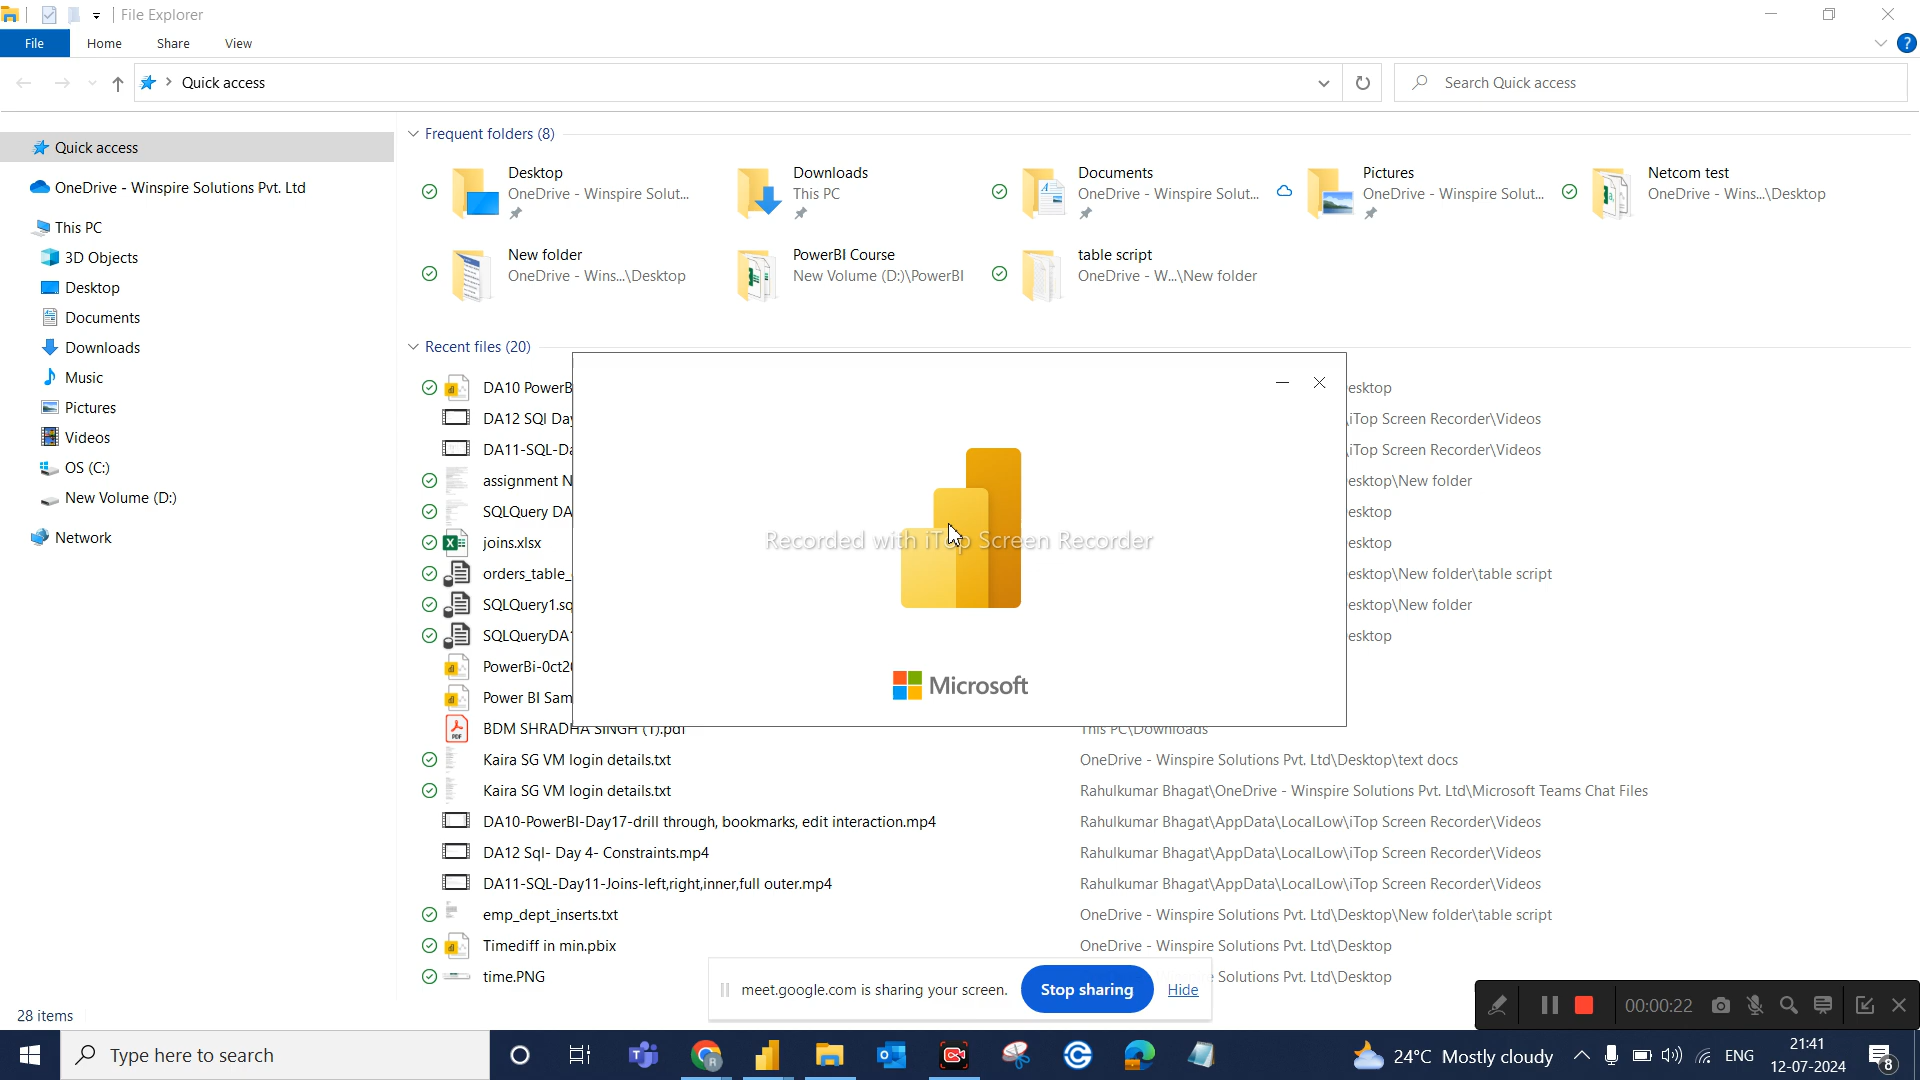 File Explorer
File Home Share View
Quick access
Search Quick access
Quick access
OneDrive - Winspire Solutions Pvt. Ltd
This PC
3D Objects
Desktop
Documents
Downloads
Music
Pictures
Videos
OS (C:)
New Volume (D:)
Network
Frequent folders (8)
Desktop
OneDrive - Winspire Solut...
Downloads
This PC
Documents
OneDrive - Winspire Solut...
Pictures
OneDrive - Winspire Solut...
Netcom test
OneDrive - Wins...\Desktop
New folder
OneDrive - Wins...\Desktop
PowerBI Course
New Volume (D:)\PowerBI
table script
OneDrive - W...\New folder
Recent files (20)
DA10 PowerB esktop
DA12 SQl Day \iTop Screen Recorder\Videos
DA11-SQL-Da \iTop Screen Recorder\Videos
assignment N esktop\New folder
SQLQuery DA esktop
joins.xlsx esktop
orders_table_ esktop\New folder\table script
SQLQuery1.sq esktop\New folder
SQLQueryDA1 esktop
PowerBi-0ct20
Power BI Sam
BDM SHRADHA SINGH (1).pdf This PC\Downloads
Kaira SG VM login details.txt OneDrive - Winspire Solutions Pvt. Ltd\Desktop\text docs
Kaira SG VM login details.txt Rahulkumar Bhagat\OneDrive - Winspire Solutions Pvt. Ltd\Microsoft Teams Chat Files
DA10-PowerBI-Day17-drill through, bookmarks, edit interaction.mp4 Rahulkumar Bhagat\AppData\LocalLow\iTop Screen Recorder\Videos
DA12 Sql- Day 4- Constraints.mp4 Rahulkumar Bhagat\AppData\LocalLow\iTop Screen Recorder\Videos
DA11-SQL-Day11-Joins-left,right,inner,full outer.mp4 Rahulkumar Bhagat\AppData\LocalLow\iTop Screen Recorder\Videos
emp_dept_inserts.txt OneDrive - Winspire Solutions Pvt. Ltd\Desktop\New folder\table script
Timediff in min.pbix OneDrive - Winspire Solutions Pvt. Ltd\Desktop
time.PNG e Solutions Pvt. Ltd\Desktop
Recorded with iTop Screen Recorder
Microsoft
meet.google.com is sharing your screen. Stop sharing Hide
00:00:22
28 items
Type here to search
24°C Mostly cloudy
ENG
21:41
12-07-2024
8